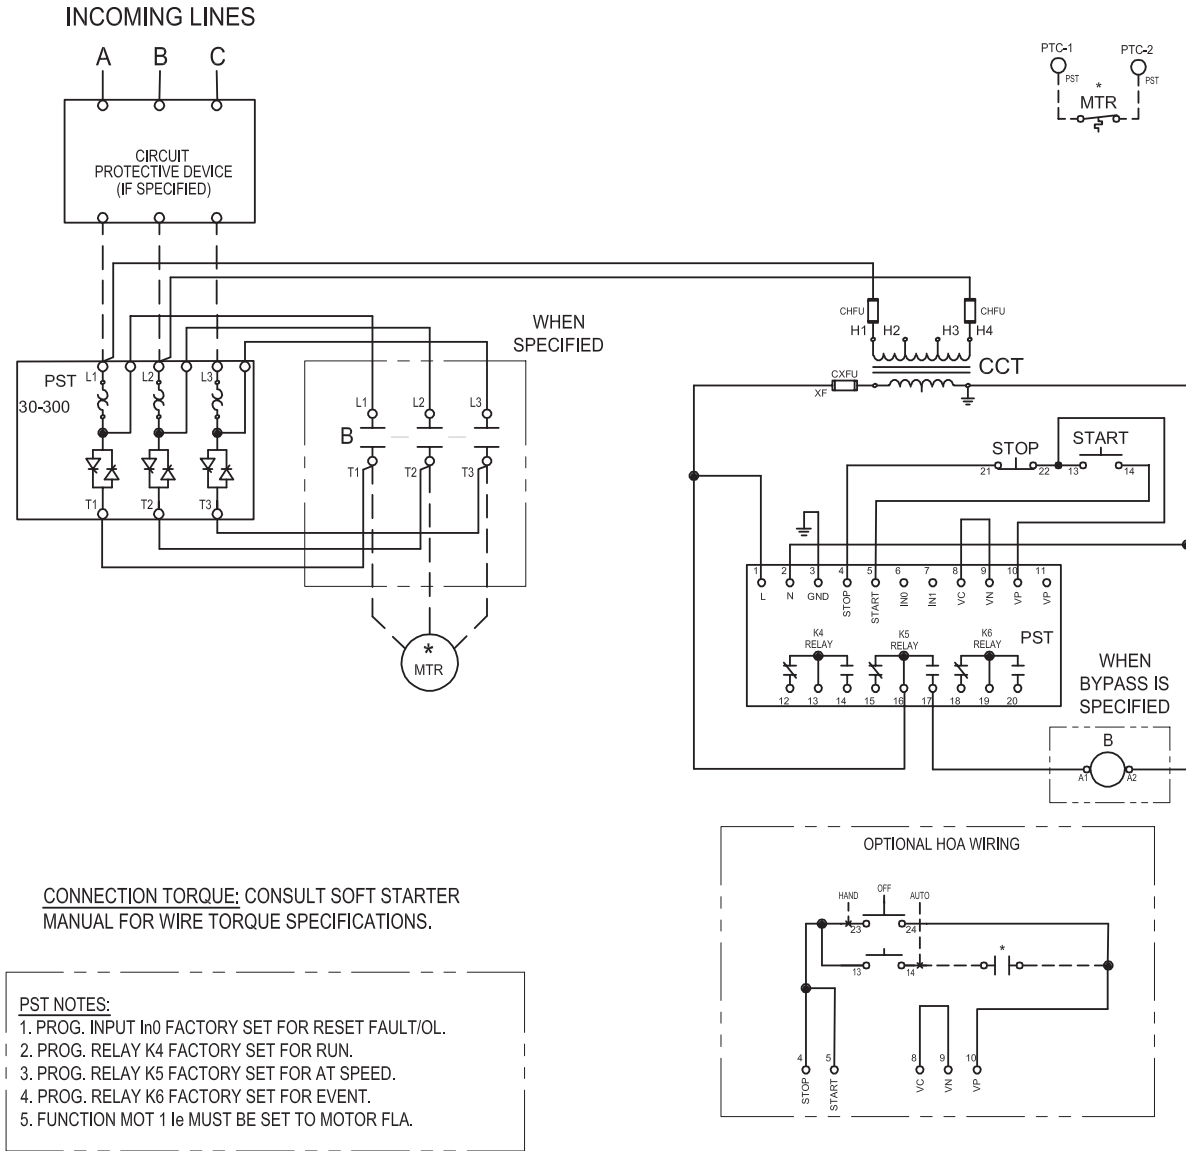 INCOMING LINES
A B C
CIRCUIT
PROTECTIVE DEVICE
(IF SPECIFIED)
PTC-1 PTC-2
PST PST
*
MTR
WHEN
SPECIFIED
PST
30-300
L1 L2 L3
T1 T2 T3
B
L1 L2 L3
T1 T2 T3
*
MTR
CHFU CHFU
H1 H2 H3 H4
CCT
CXFU
XF
STOP START
21 22 13 14
1 2 3 4 5 6 7 8 9 10 11
L N GND STOP START IN0 IN1 VC VN VP VP
K4
RELAY
K5
RELAY
K6
RELAY
PST
12 13 14 15 16 17 18 19 20
WHEN
BYPASS IS
SPECIFIED
B
A1 A2
OPTIONAL HOA WIRING
HAND OFF AUTO
23 24
*
13 14
4 5 8 9 10
STOP START VC VN VP
CONNECTION TORQUE: CONSULT SOFT STARTER
MANUAL FOR WIRE TORQUE SPECIFICATIONS.
PST NOTES:
1. PROG. INPUT In0 FACTORY SET FOR RESET FAULT/OL.
2. PROG. RELAY K4 FACTORY SET FOR RUN.
3. PROG. RELAY K5 FACTORY SET FOR AT SPEED.
4. PROG. RELAY K6 FACTORY SET FOR EVENT.
5. FUNCTION MOT 1 Ie MUST BE SET TO MOTOR FLA.